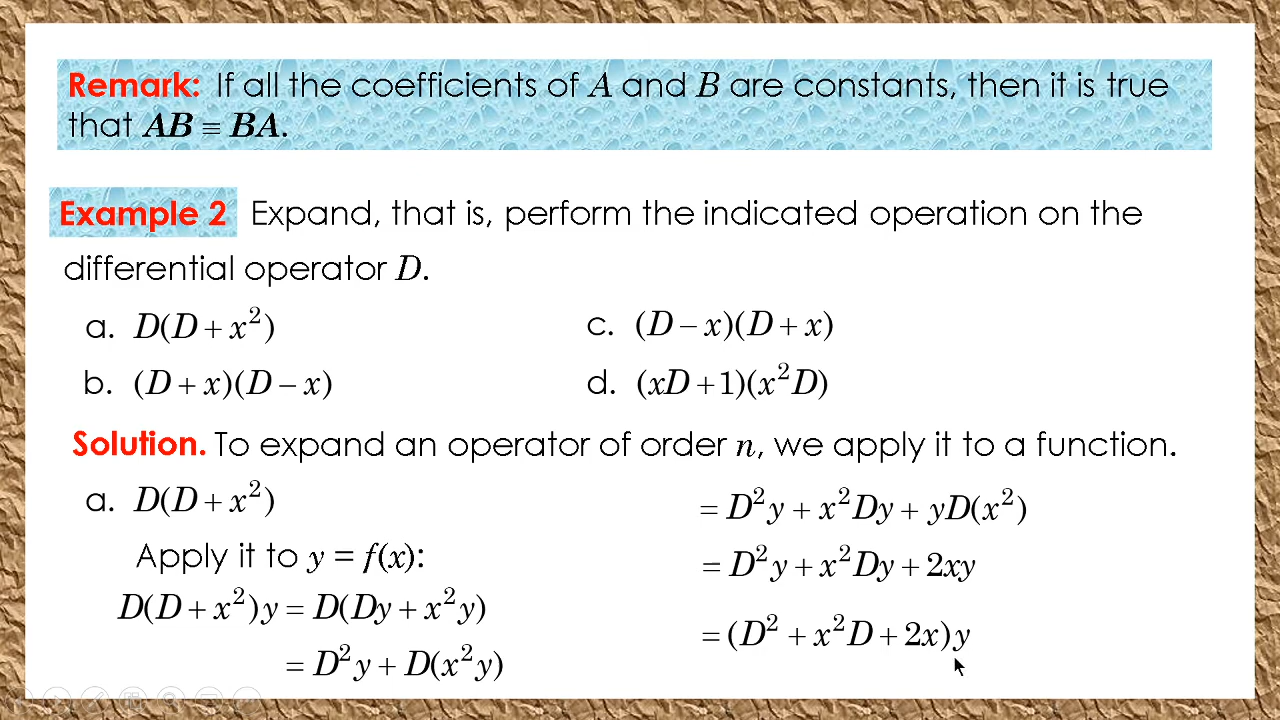 Remark: If all the coefficients of A and B are constants, then it is true
that AB ≡ BA.
Example 2 Expand, that is, perform the indicated operation on the
differential operator D.
a. D(D + x²)
b. (D + x)(D − x)
c. (D − x)(D + x)
d. (xD + 1)(x²D)
Solution. To expand an operator of order n, we apply it to a function.
a. D(D + x²)
Apply it to y = f(x):
D(D + x²)y = D(Dy + x²y)
= D²y + D(x²y)
= D²y + x²Dy + yD(x²)
= D²y + x²Dy + 2xy
= (D² + x²D + 2x)y